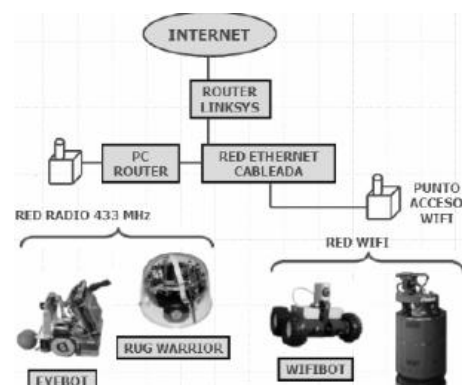 INTERNET
ROUTER
LINKSYS
PC
ROUTER
RED ETHERNET
CABLEADA
PUNTO
ACCESO
WIFI
RED RADIO 433 MHz
RED WIFI
RUG WARRIOR
WIFIBOT
EYEBOT